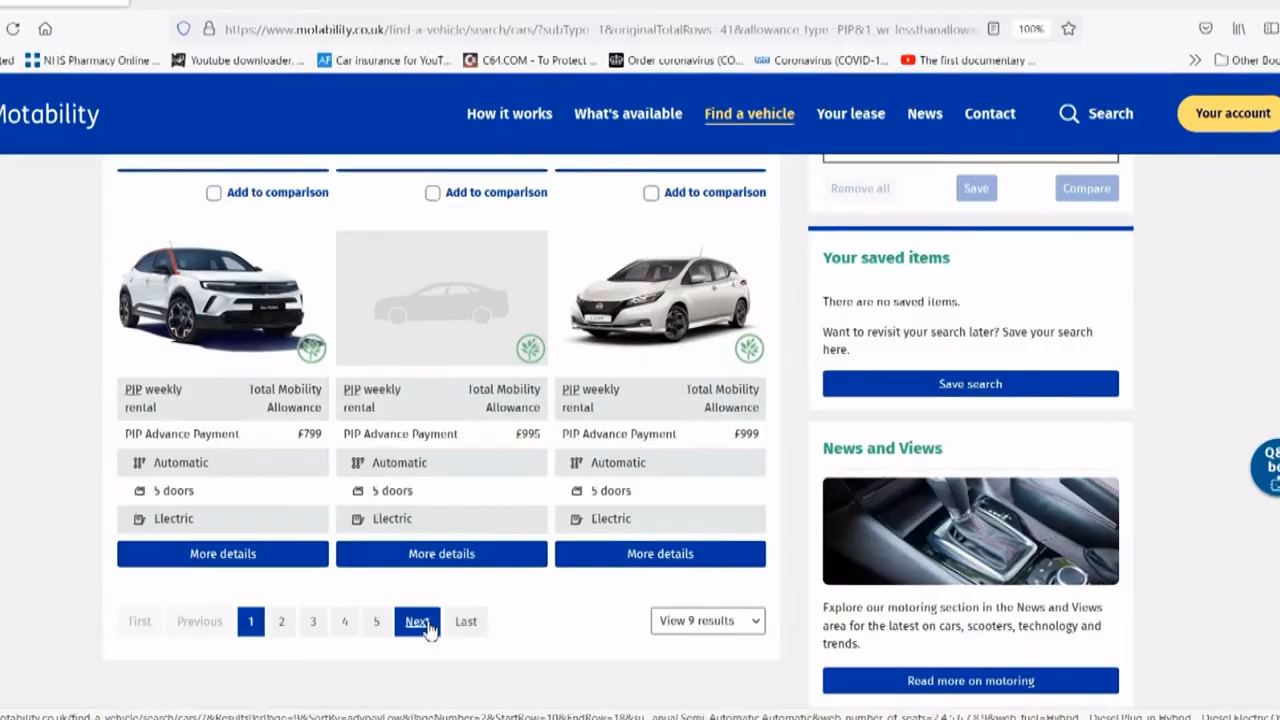 https://www.motability.co.uk/find-a-vehicle/search/cars/?subType
100%
NHS Pharmacy Online ...
Youtube downloader, ...
Car insurance for YouT...
C64.COM - To Protect ...
Order coronavirus (CO...
Coronavirus (COVID-1...
The first documentary ...
Other Boo
Motability
How it works
What's available
Find a vehicle
Your lease
News
Contact
Search
Your account
Add to comparison
Add to comparison
Add to comparison
PIP weekly rental
Total Mobility Allowance
PIP Advance Payment £799
Automatic
5 doors
Electric
More details
PIP weekly rental
Total Mobility Allowance
PIP Advance Payment £995
Automatic
5 doors
Electric
More details
PIP weekly rental
Total Mobility Allowance
PIP Advance Payment £999
Automatic
5 doors
Electric
More details
First Previous 1 2 3 4 5 Next Last
View 9 results
Remove all
Save
Compare
Your saved items
There are no saved items.
Want to revisit your search later? Save your search
here.
Save search
News and Views
Explore our motoring section in the News and Views
area for the latest on cars, scooters, technology and
trends.
Read more on motoring